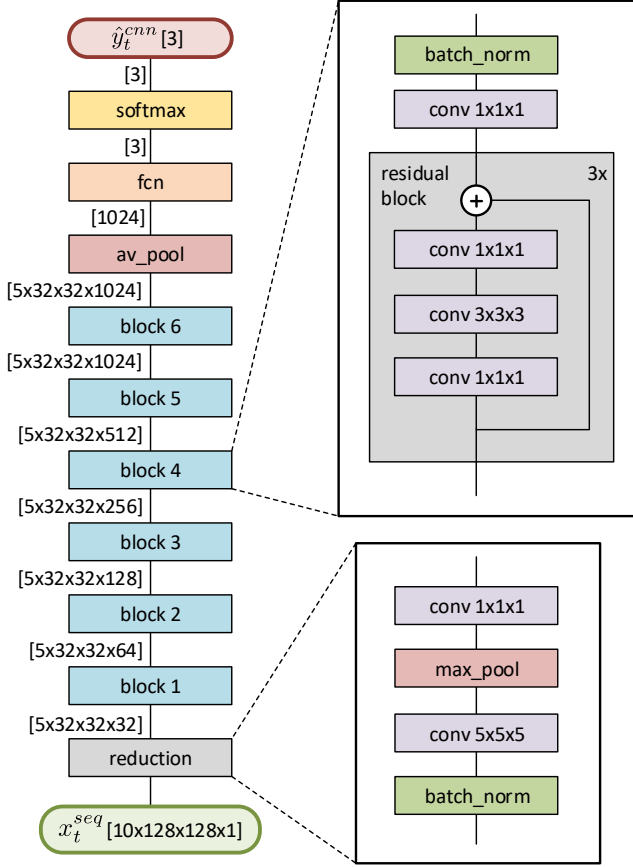 ŷ_t^{cnn} [3]
[3]
softmax
[3]
fcn
[1024]
av_pool
[5x32x32x1024]
block 6
[5x32x32x1024]
block 5
[5x32x32x512]
block 4
[5x32x32x256]
block 3
[5x32x32x128]
block 2
[5x32x32x64]
block 1
[5x32x32x32]
reduction
x_t^{seq} [10x128x128x1]
batch_norm
conv 1x1x1
residual
block
3x
+
conv 1x1x1
conv 3x3x3
conv 1x1x1
conv 1x1x1
max_pool
conv 5x5x5
batch_norm